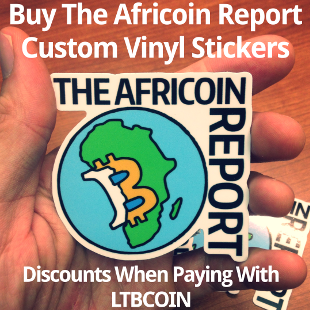 Buy The Africoin Report
Custom Vinyl Stickers
THE AFRICOIN
REPORT
Discounts When Paying With
LTBCOIN